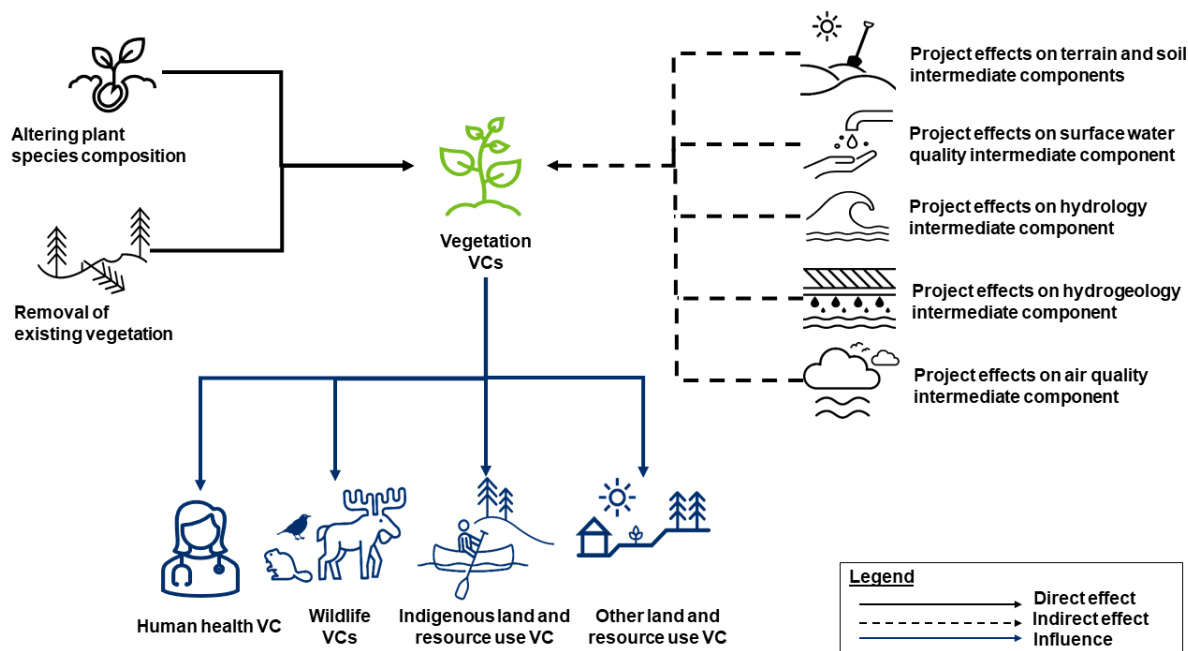 Altering plant
species composition
Removal of
existing vegetation
Vegetation
VCs
Project effects on terrain and soil
intermediate components
Project effects on surface water
quality intermediate component
Project effects on hydrology
intermediate component
Project effects on hydrogeology
intermediate component
Project effects on air quality
intermediate component
Human health VC
Wildlife
VCs
Indigenous land and
resource use VC
Other land and
resource use VC
Legend
Direct effect
Indirect effect
Influence